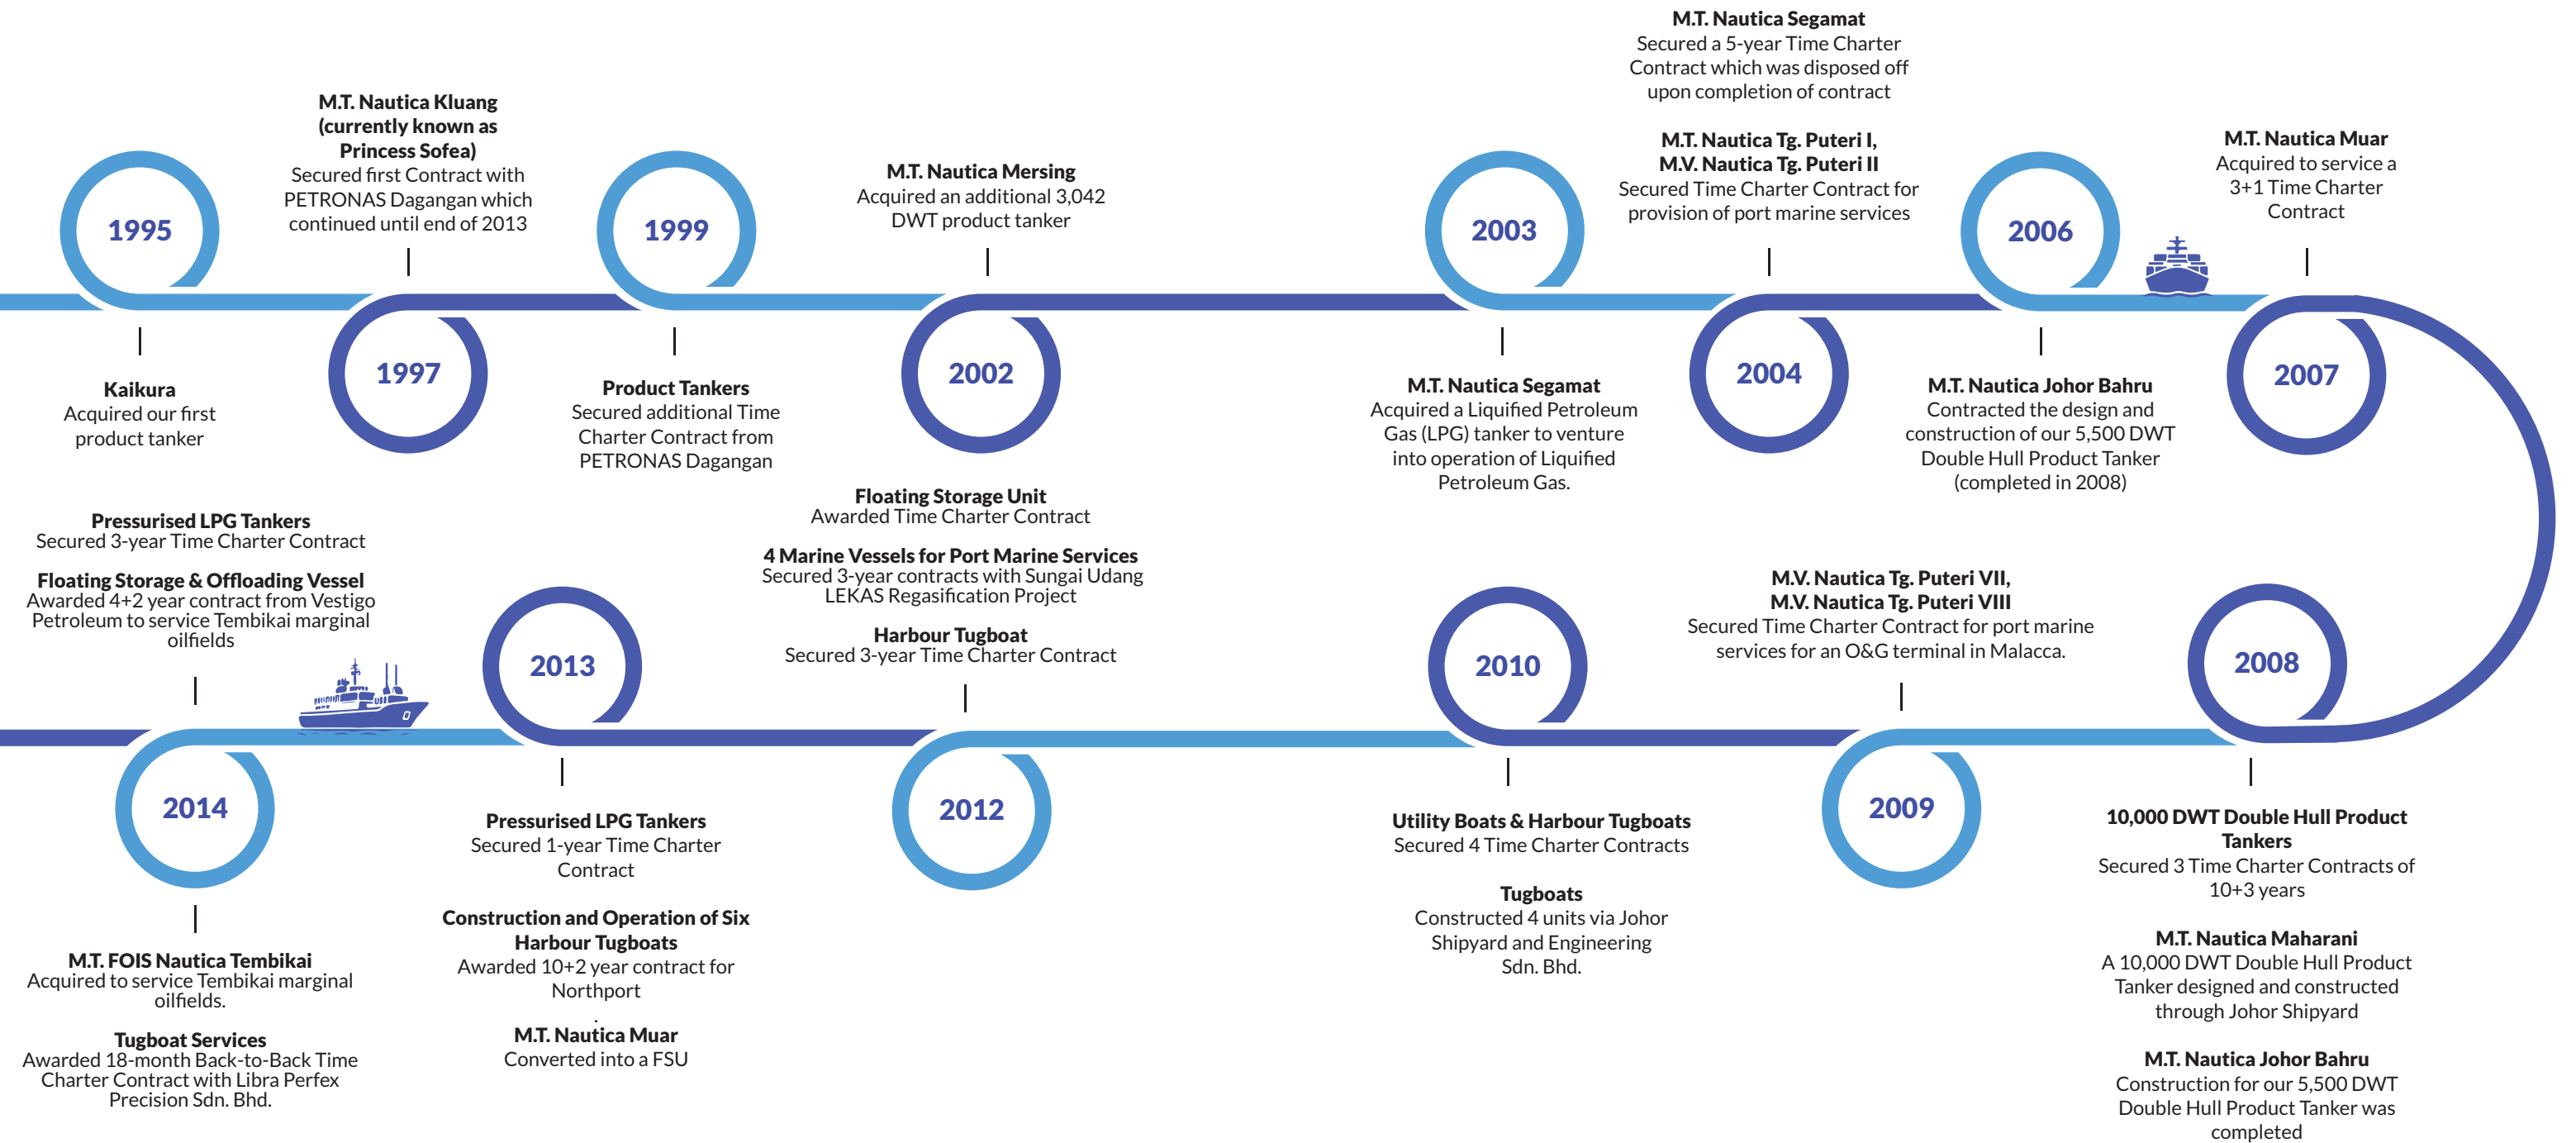 1995
Kaikura
Acquired our first
product tanker
M.T. Nautica Kluang
(currently known as
Princess Sofea)
Secured first Contract with
PETRONAS Dagangan which
continued until end of 2013
1997
1999
Product Tankers
Secured additional Time
Charter Contract from
PETRONAS Dagangan
M.T. Nautica Mersing
Acquired an additional 3,042
DWT product tanker
2002
2003
M.T. Nautica Segamat
Acquired a Liquified Petroleum
Gas (LPG) tanker to venture
into operation of Liquified
Petroleum Gas.
M.T. Nautica Segamat
Secured a 5-year Time Charter
Contract which was disposed off
upon completion of contract
M.T. Nautica Tg. Puteri I,
M.V. Nautica Tg. Puteri II
Secured Time Charter Contract for
provision of port marine services
2004
2006
M.T. Nautica Johor Bahru
Contracted the design and
construction of our 5,500 DWT
Double Hull Product Tanker
(completed in 2008)
M.T. Nautica Muar
Acquired to service a
3+1 Time Charter
Contract
2007
2008
10,000 DWT Double Hull Product
Tankers
Secured 3 Time Charter Contracts of
10+3 years
M.T. Nautica Maharani
A 10,000 DWT Double Hull Product
Tanker designed and constructed
through Johor Shipyard
M.T. Nautica Johor Bahru
Construction for our 5,500 DWT
Double Hull Product Tanker was
completed
M.V. Nautica Tg. Puteri VII,
M.V. Nautica Tg. Puteri VIII
Secured Time Charter Contract for port marine
services for an O&G terminal in Malacca.
2009
2010
Utility Boats & Harbour Tugboats
Secured 4 Time Charter Contracts
Tugboats
Constructed 4 units via Johor
Shipyard and Engineering
Sdn. Bhd.
Floating Storage Unit
Awarded Time Charter Contract
4 Marine Vessels for Port Marine Services
Secured 3-year contracts with Sungai Udang
LEKAS Regasification Project
Harbour Tugboat
Secured 3-year Time Charter Contract
2012
2013
Pressurised LPG Tankers
Secured 1-year Time Charter
Contract
Construction and Operation of Six
Harbour Tugboats
Awarded 10+2 year contract for
Northport
.
M.T. Nautica Muar
Converted into a FSU
Pressurised LPG Tankers
Secured 3-year Time Charter Contract
Floating Storage & Offloading Vessel
Awarded 4+2 year contract from Vestigo
Petroleum to service Tembikai marginal
oilfields
2014
M.T. FOIS Nautica Tembikai
Acquired to service Tembikai marginal
oilfields.
Tugboat Services
Awarded 18-month Back-to-Back Time
Charter Contract with Libra Perfex
Precision Sdn. Bhd.